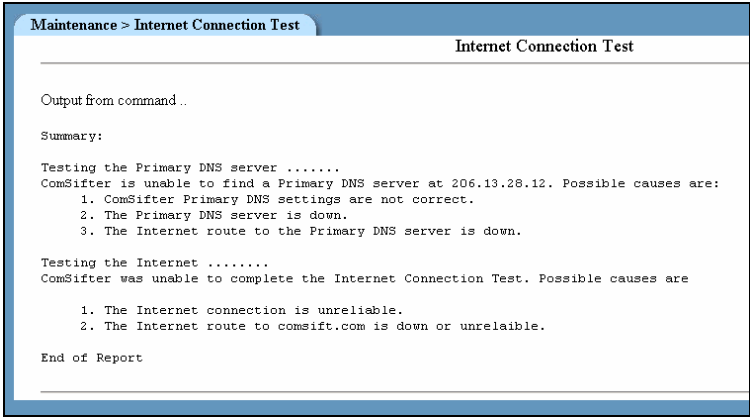 Maintenance > Internet Connection Test
Internet Connection Test
Output from command ..
Summary:
Testing the Primary DNS server .......
ComSifter is unable to find a Primary DNS server at 206.13.28.12. Possible causes are:
1. ComSifter Primary DNS settings are not correct.
2. The Primary DNS server is down.
3. The Internet route to the Primary DNS server is down.
Testing the Internet ........
ComSifter was unable to complete the Internet Connection Test. Possible causes are
1. The Internet connection is unreliable.
2. The Internet route to comsift.com is down or unrelaible.
End of Report